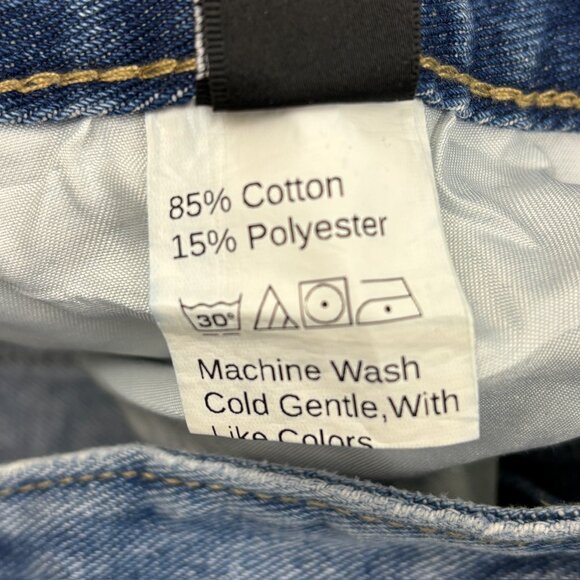 85% Cotton
15% Polyester
30°
Machine Wash
Cold Gentle,With
Like Colors